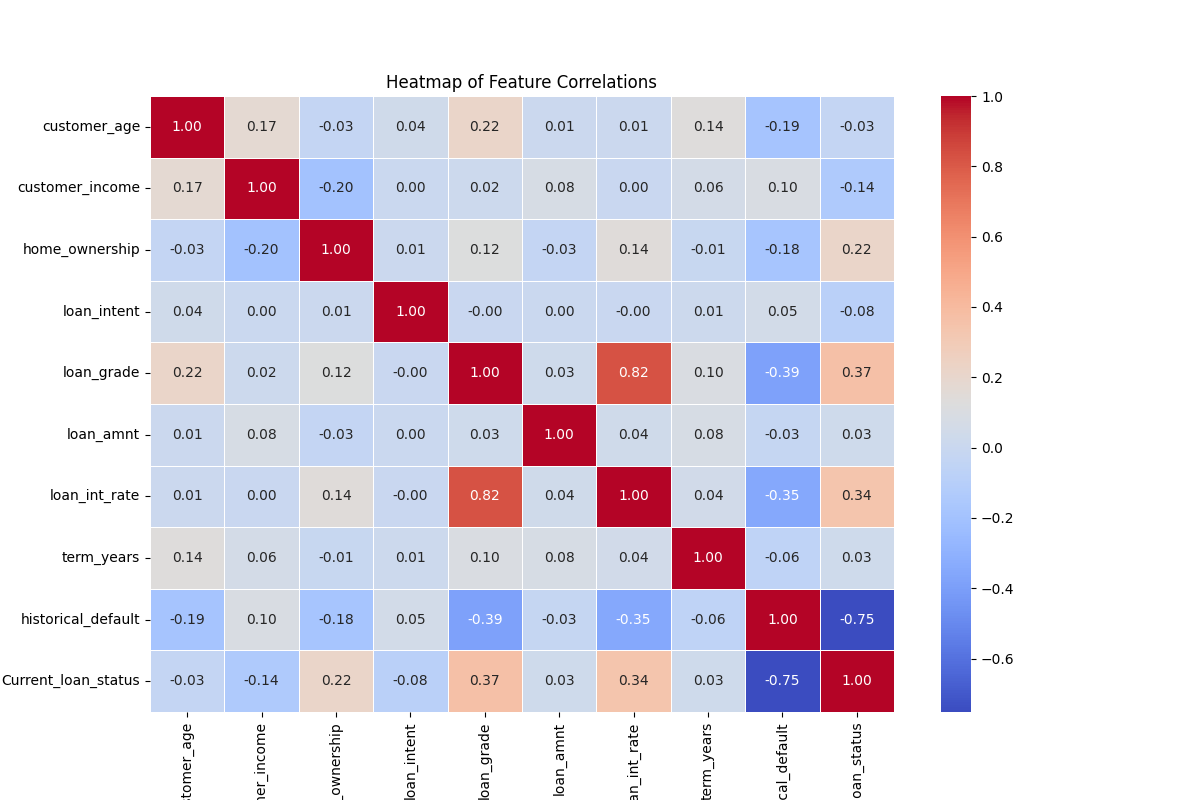 Heatmap of Feature Correlations
customer_age 1.00 0.17 -0.03 0.04 0.22 0.01 0.01 0.14 -0.19 -0.03
customer_income 0.17 1.00 -0.20 0.00 0.02 0.08 0.00 0.06 0.10 -0.14
home_ownership -0.03 -0.20 1.00 0.01 0.12 -0.03 0.14 -0.01 -0.18 0.22
loan_intent 0.04 0.00 0.01 1.00 -0.00 0.00 -0.00 0.01 0.05 -0.08
loan_grade 0.22 0.02 0.12 -0.00 1.00 0.03 0.82 0.10 -0.39 0.37
loan_amnt 0.01 0.08 -0.03 0.00 0.03 1.00 0.04 0.08 -0.03 0.03
loan_int_rate 0.01 0.00 0.14 -0.00 0.82 0.04 1.00 0.04 -0.35 0.34
term_years 0.14 0.06 -0.01 0.01 0.10 0.08 0.04 1.00 -0.06 0.03
historical_default -0.19 0.10 -0.18 0.05 -0.39 -0.03 -0.35 -0.06 1.00 -0.75
Current_loan_status -0.03 -0.14 0.22 -0.08 0.37 0.03 0.34 0.03 -0.75 1.00
stomer_age
ner_income
_ownership
loan_intent
loan_grade
loan_amnt
an_int_rate
term_years
cal_default
oan_status
1.0
0.8
0.6
0.4
0.2
0.0
−0.2
−0.4
−0.6